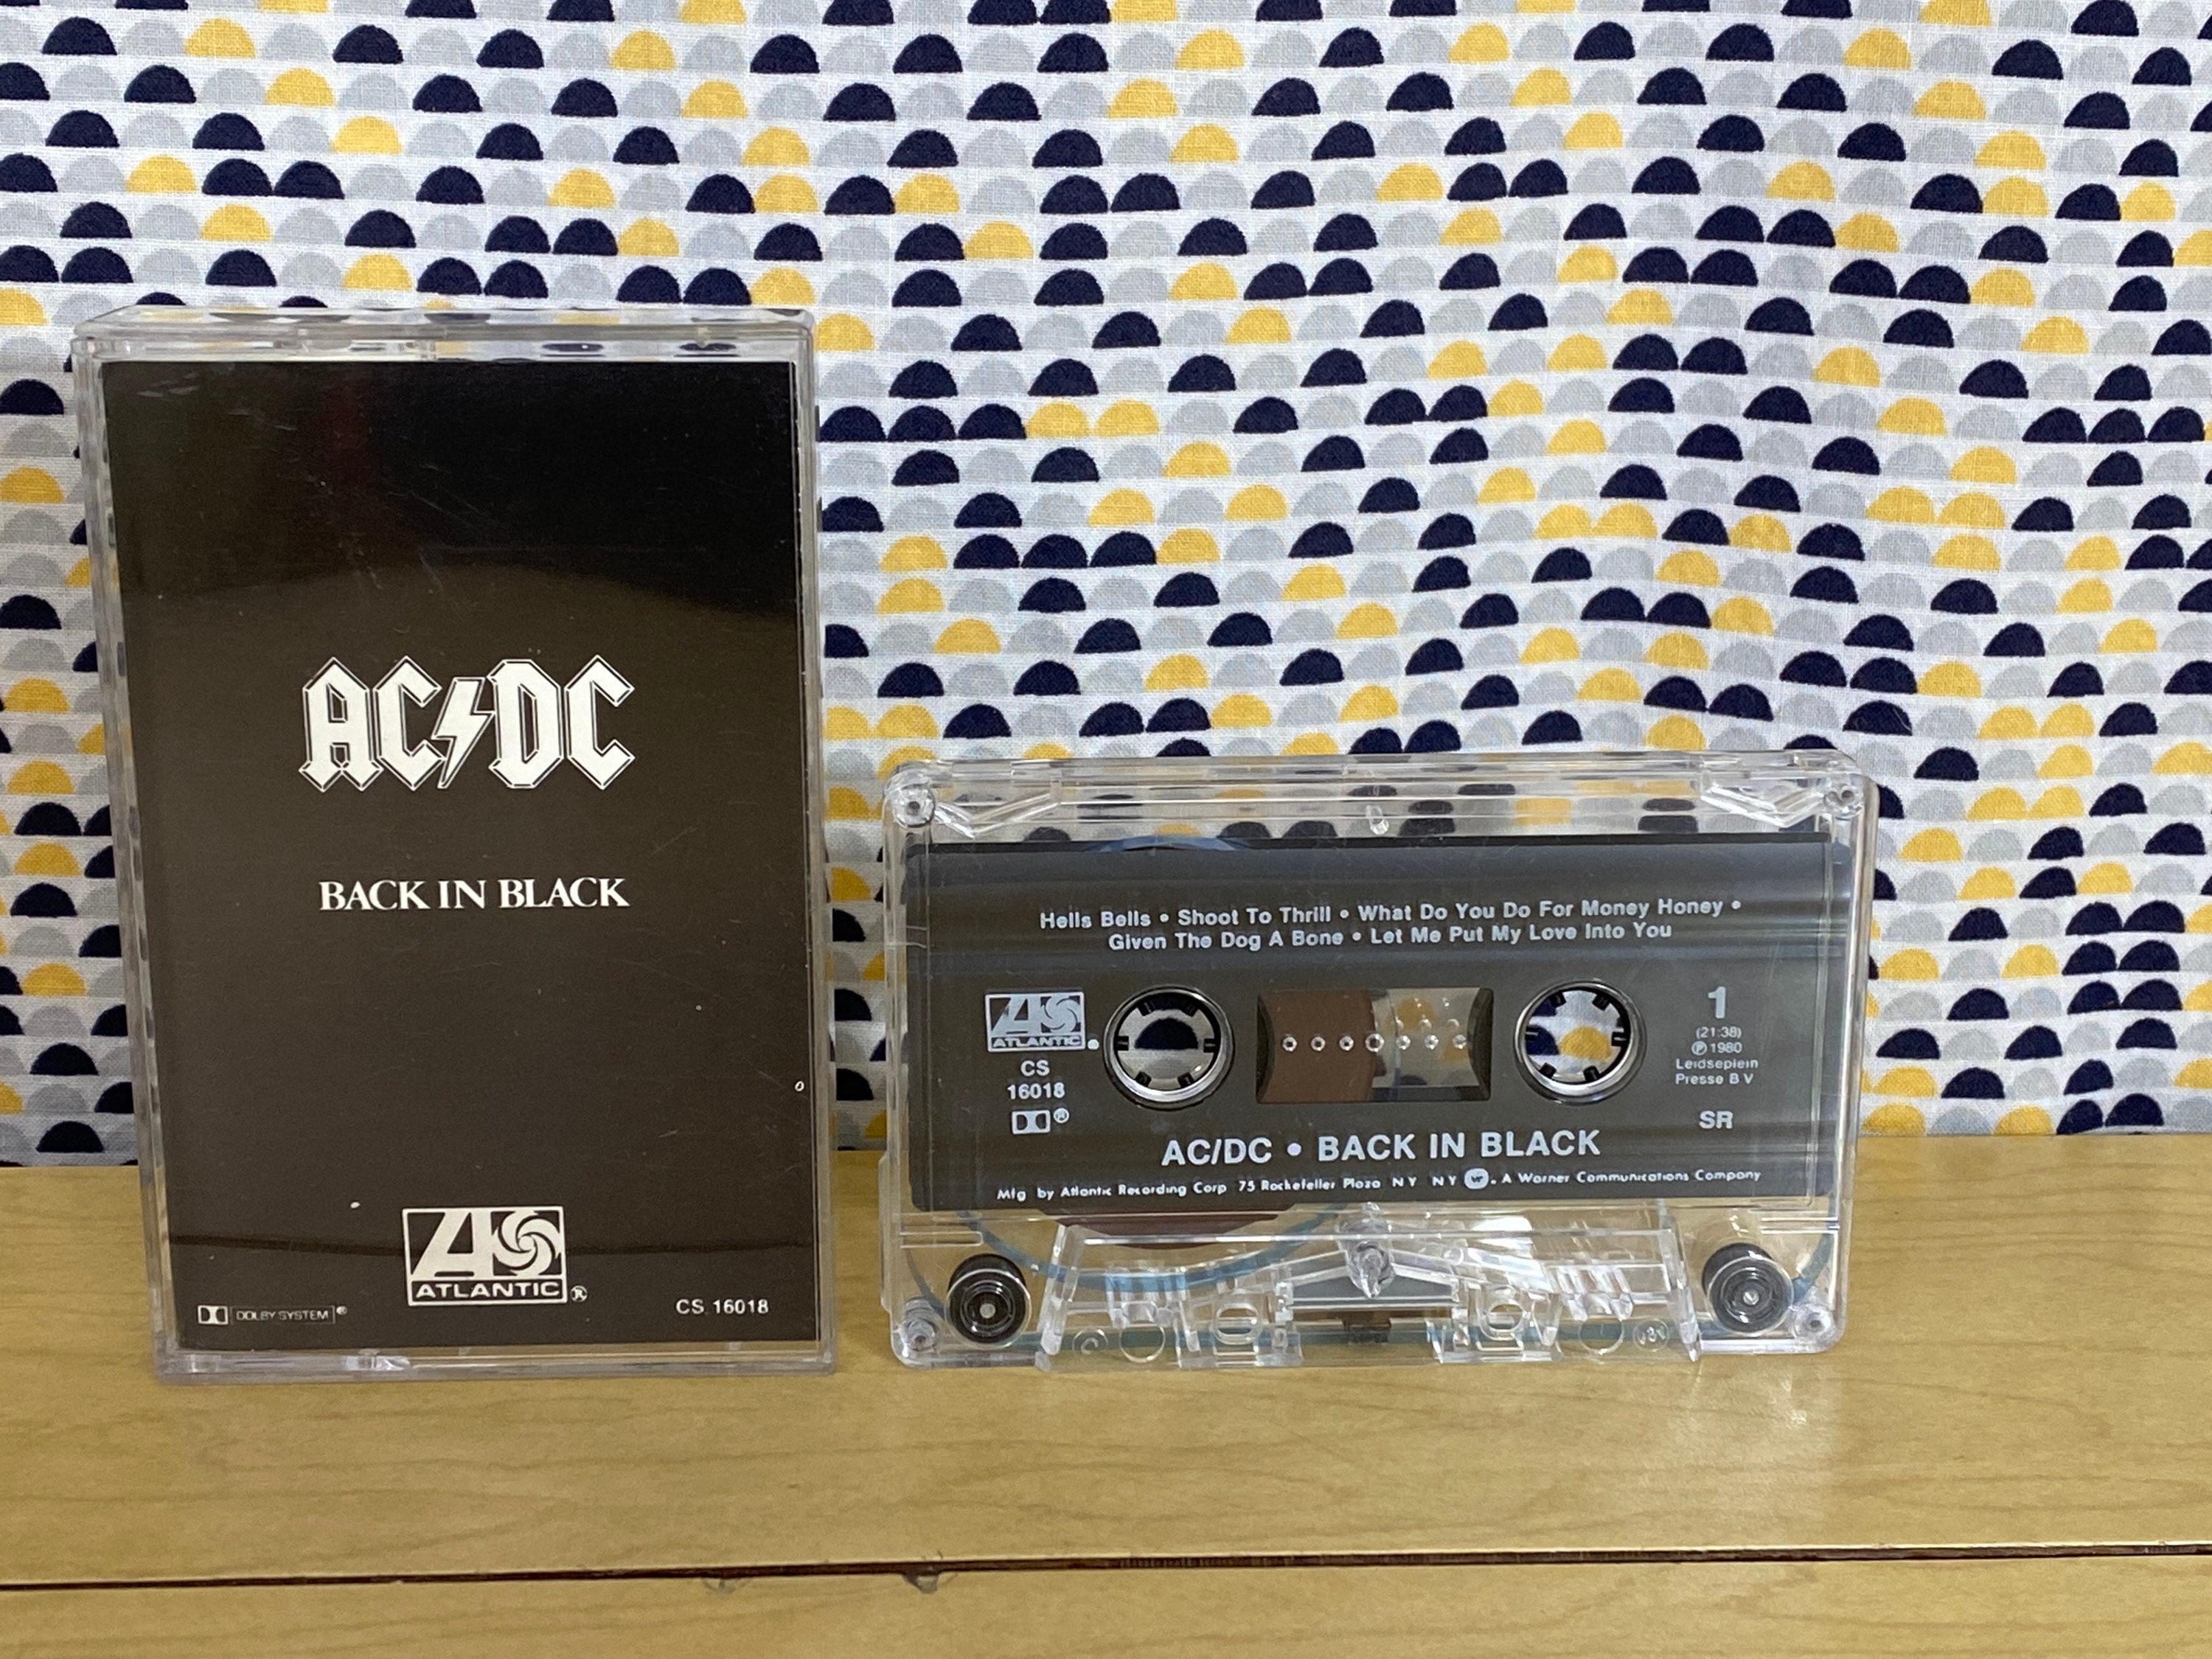 AC⚡DC
BACK IN BLACK
ATLANTIC®
DOLBY SYSTEM®
CS 16018
Hells Bells • Shoot To Thrill • What Do You Do For Money Honey •
Given The Dog A Bone • Let Me Put My Love Into You
ATLANTIC®
CS
16018
1
(21:38)
℗ 1980
Leidseplein
Presse B V
SR
AC/DC • BACK IN BLACK
Mfg by Atlantic Recording Corp 75 Rockefeller Plaza N Y N Y. A Warner Communications Company